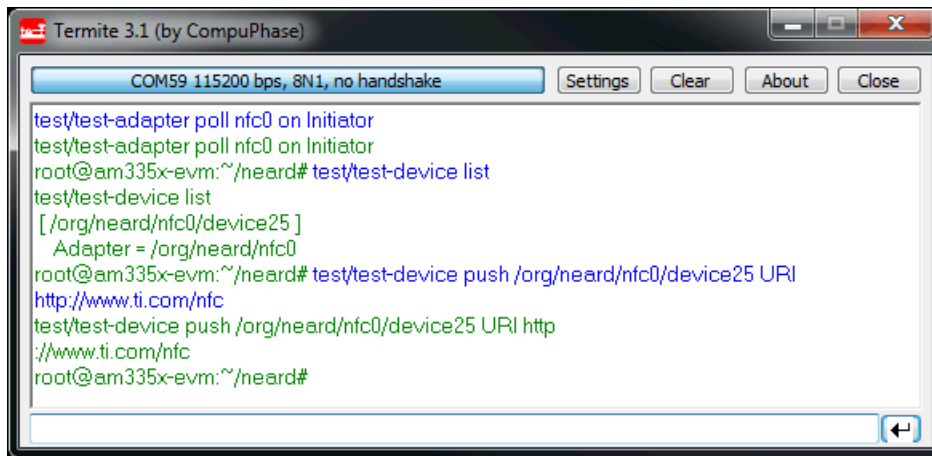 Termite 3.1 (by CompuPhase)
COM59 115200 bps, 8N1, no handshake Settings Clear About Close
test/test-adapter poll nfc0 on Initiator
test/test-adapter poll nfc0 on Initiator
root@am335x-evm:~/neard# test/test-device list
test/test-device list
[ /org/neard/nfc0/device25 ]
Adapter = /org/neard/nfc0
root@am335x-evm:~/neard# test/test-device push /org/neard/nfc0/device25 URI
http://www.ti.com/nfc
test/test-device push /org/neard/nfc0/device25 URI http
://www.ti.com/nfc
root@am335x-evm:~/neard#